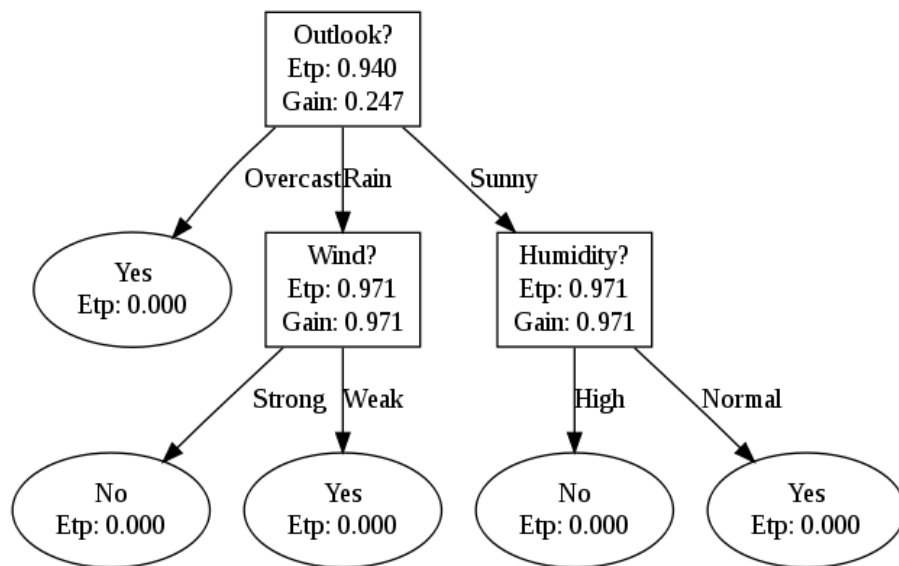 Outlook?
Etp: 0.940
Gain: 0.247
Overcast
Rain
Sunny
Yes
Etp: 0.000
Wind?
Etp: 0.971
Gain: 0.971
Humidity?
Etp: 0.971
Gain: 0.971
Strong
Weak
High
Normal
No
Etp: 0.000
Yes
Etp: 0.000
No
Etp: 0.000
Yes
Etp: 0.000